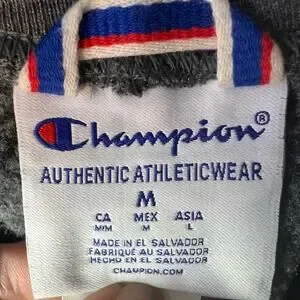 Champion®
AUTHENTIC ATHLETICWEAR
M
CA MEX ASIA
M/M M L
MADE IN EL SALVADOR
FABRIQUÉ AU SALVADOR
HECHO EN EL SALVADOR
CHAMPION.COM